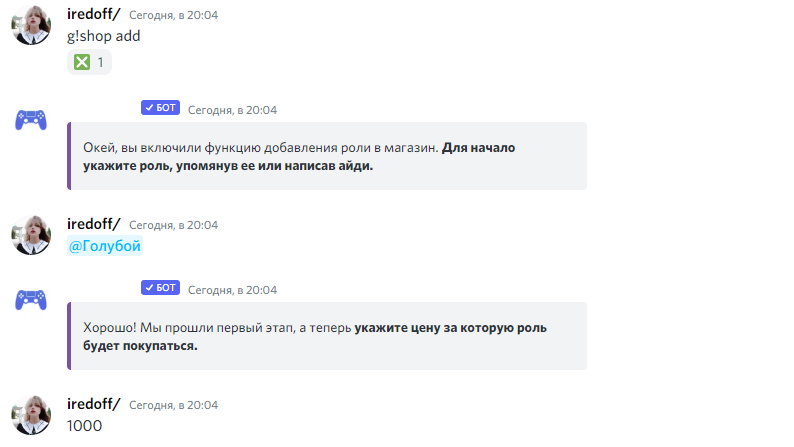 iredoff/ Сегодня, в 20:04
g!shop add
1
БОТ Сегодня, в 20:04
Окей, вы включили функцию добавления роли в магазин. Для начало
укажите роль, упомянув ее или написав айди.
iredoff/ Сегодня, в 20:04
@Голубой
БОТ Сегодня, в 20:04
Хорошо! Мы прошли первый этап, а теперь укажите цену за которую роль
будет покупаться.
iredoff/ Сегодня, в 20:04
1000